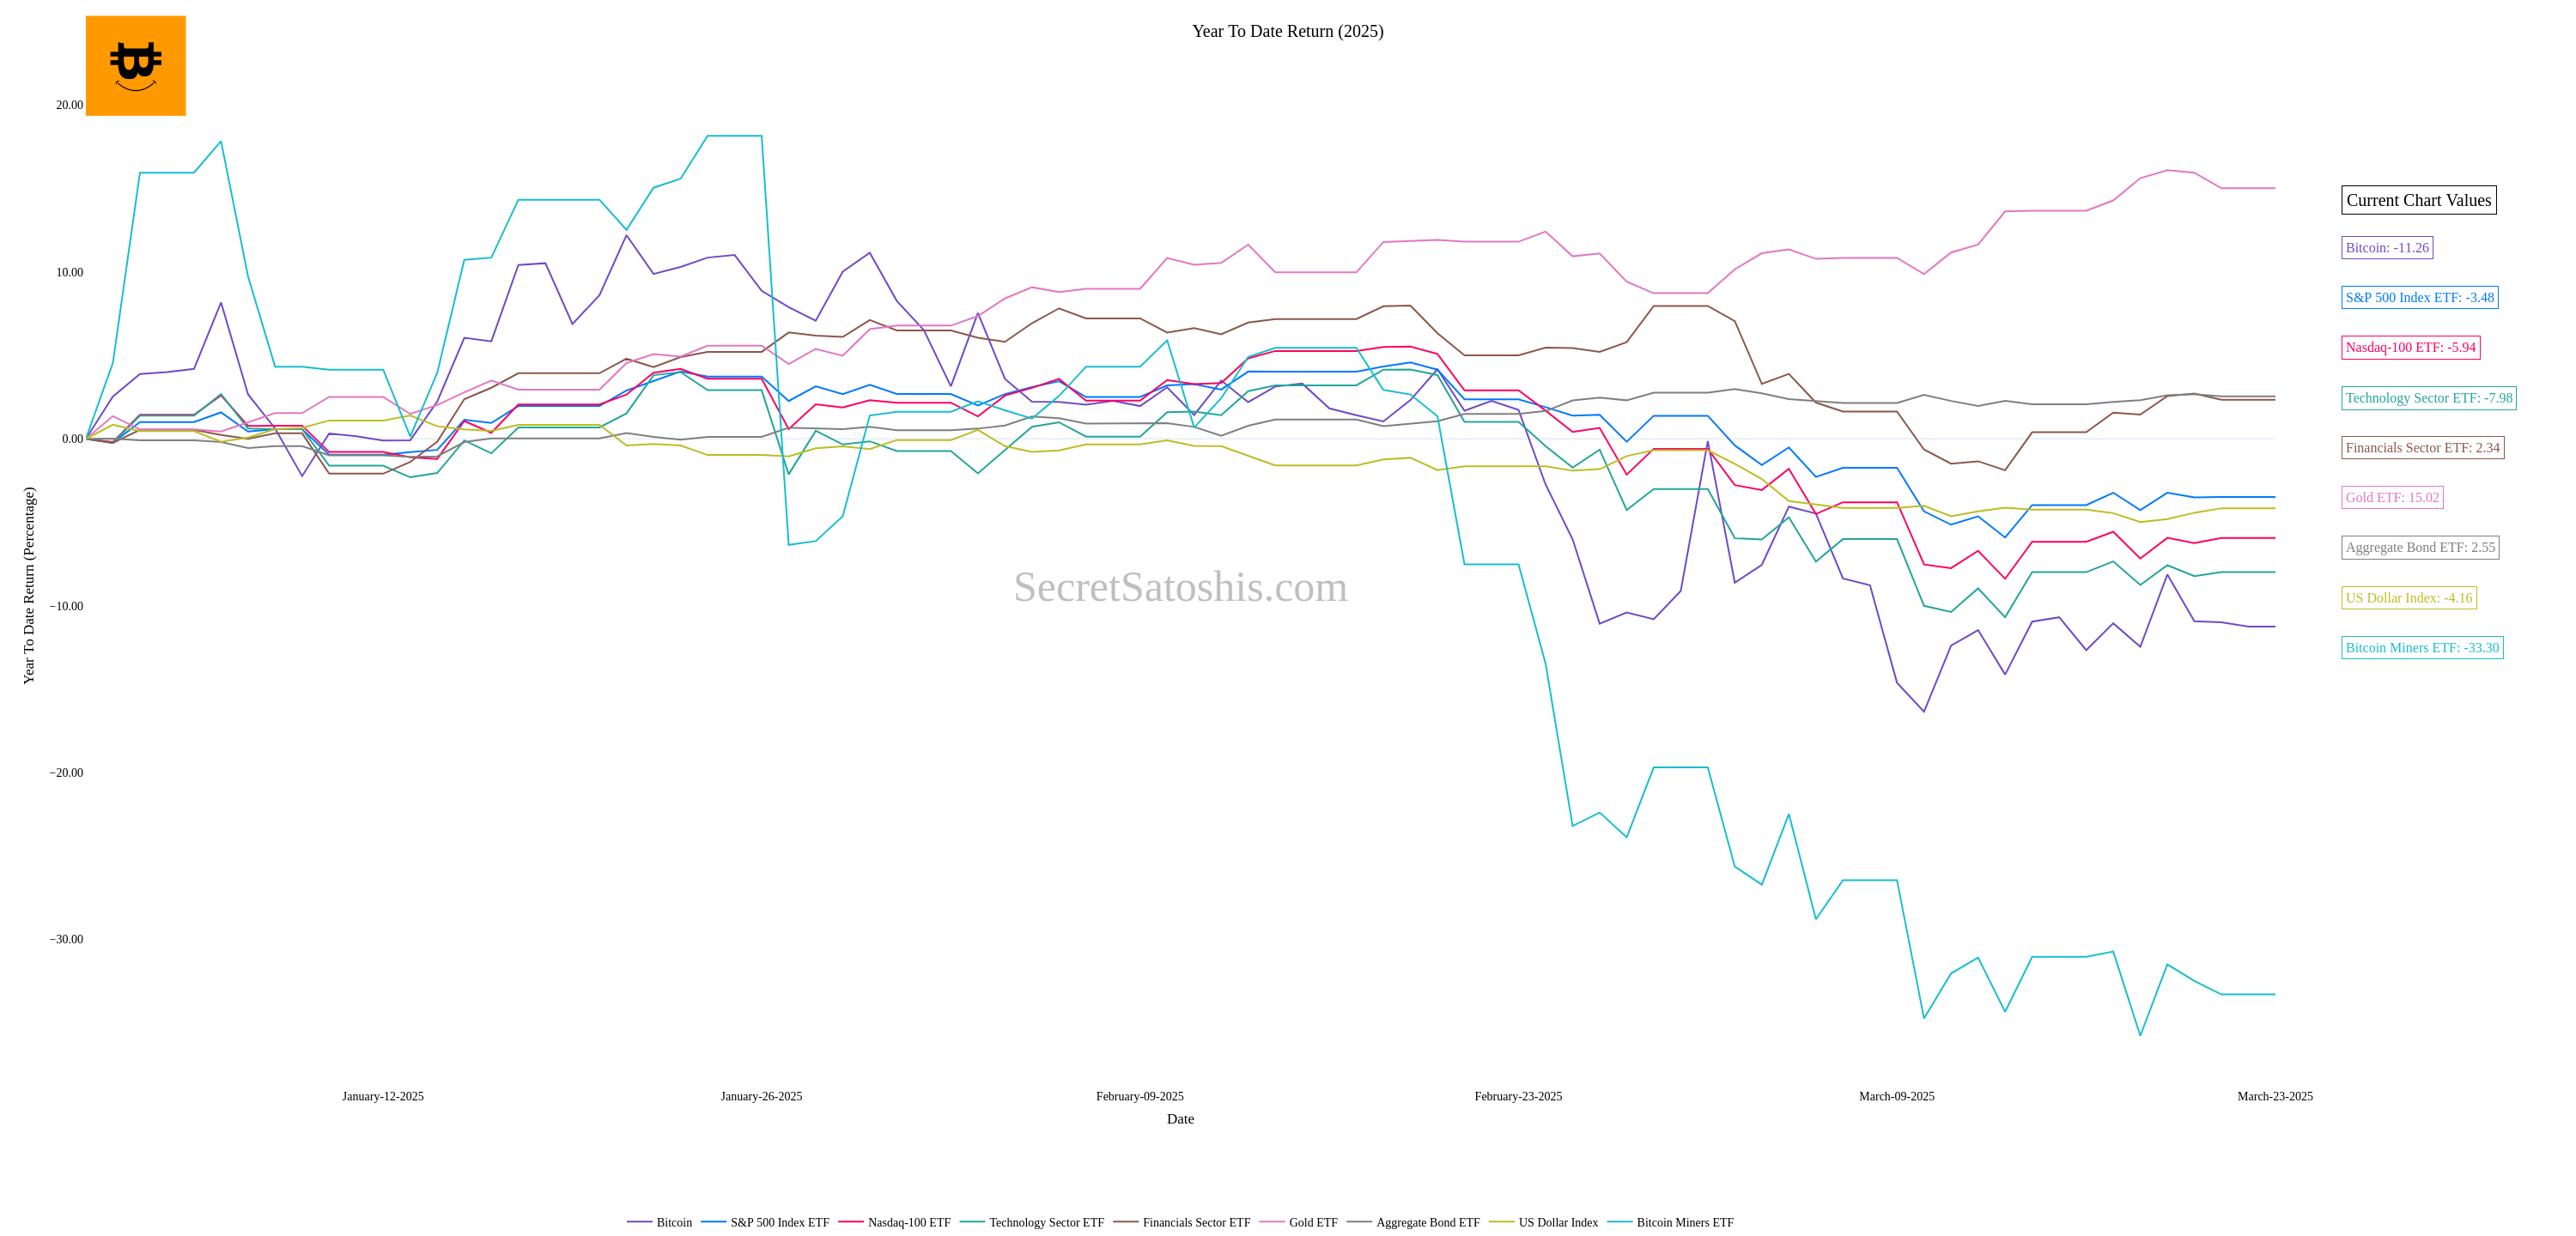 Year To Date Return (2025)
20.00
10.00
0.00
−10.00
−20.00
−30.00
Year To Date Return (Percentage)
SecretSatoshis.com
Current Chart Values
Bitcoin: -11.26
S&P 500 Index ETF: -3.48
Nasdaq-100 ETF: -5.94
Technology Sector ETF: -7.98
Financials Sector ETF: 2.34
Gold ETF: 15.02
Aggregate Bond ETF: 2.55
US Dollar Index: -4.16
Bitcoin Miners ETF: -33.30
January-12-2025 January-26-2025 February-09-2025 February-23-2025 March-09-2025 March-23-2025
Date
Bitcoin S&P 500 Index ETF Nasdaq-100 ETF Technology Sector ETF Financials Sector ETF Gold ETF Aggregate Bond ETF US Dollar Index Bitcoin Miners ETF